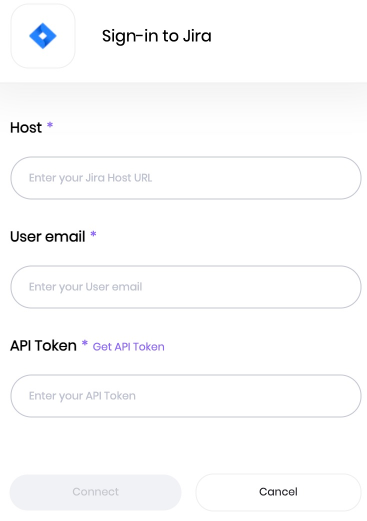 Sign-in to Jira
Host *
Enter your Jira Host URL
User email *
Enter your User email
API Token * Get API Token
Enter your API Token
Connect Cancel